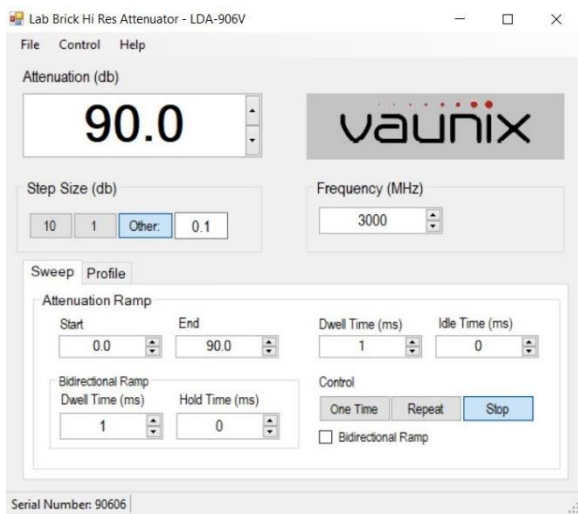 Lab Brick Hi Res Attenuator - LDA-906V
File Control Help
Attenuation (db)
90.0
vaunix
Step Size (db)
10 1 Other: 0.1
Frequency (MHz)
3000
Sweep Profile
Attenuation Ramp
Start End Dwell Time (ms) Idle Time (ms)
0.0 90.0 1 0
Bidirectional Ramp
Dwell Time (ms) Hold Time (ms)
1 0
Control
One Time Repeat Stop
Bidirectional Ramp
Serial Number: 90606